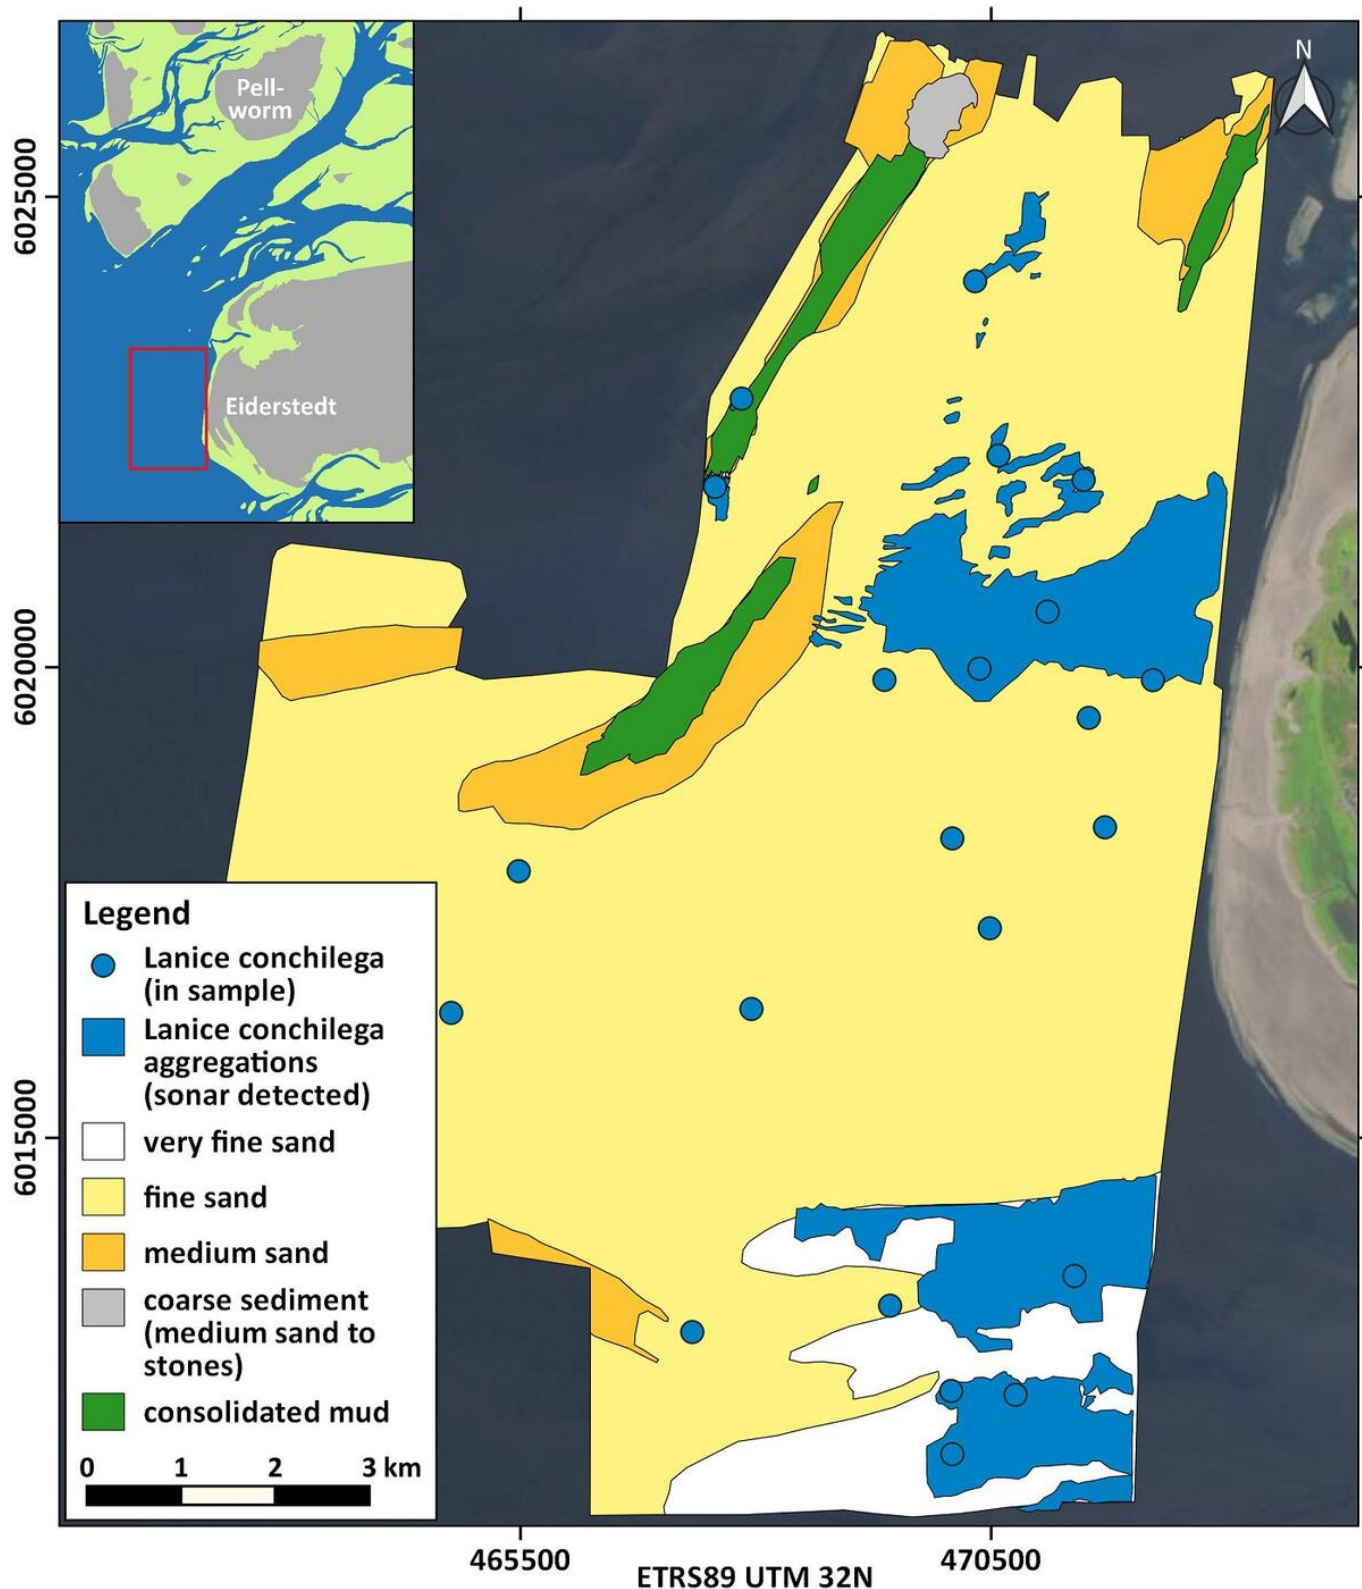 Pell-
worm
Eiderstedt
N
6025000
6020000
6015000
Legend
Lanice conchilega
(in sample)
Lanice conchilega
aggregations
(sonar detected)
very fine sand
fine sand
medium sand
coarse sediment
(medium sand to
stones)
consolidated mud
0 1 2 3 km
465500 470500
ETRS89 UTM 32N